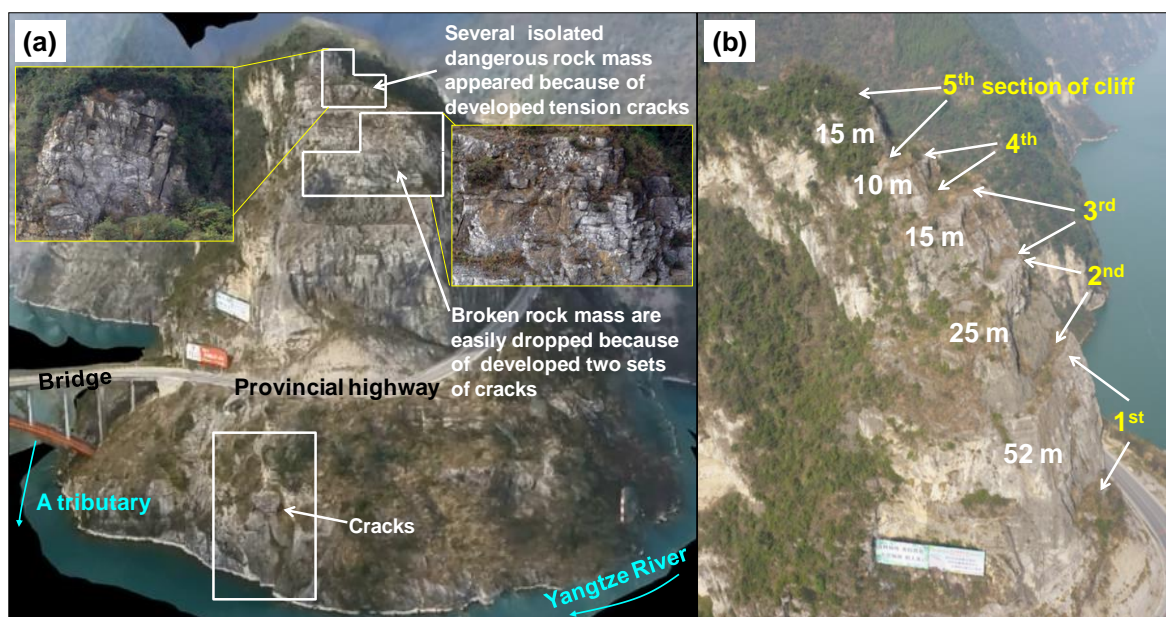 (a)
Several isolated
dangerous rock mass
appeared because of
developed tension cracks
Broken rock mass are
easily dropped because
of developed two sets
of cracks
Bridge
Provincial highway
A tributary
Cracks
Yangtze River
(b)
5th section of cliff
15 m
4th
10 m
3rd
15 m
2nd
25 m
1st
52 m